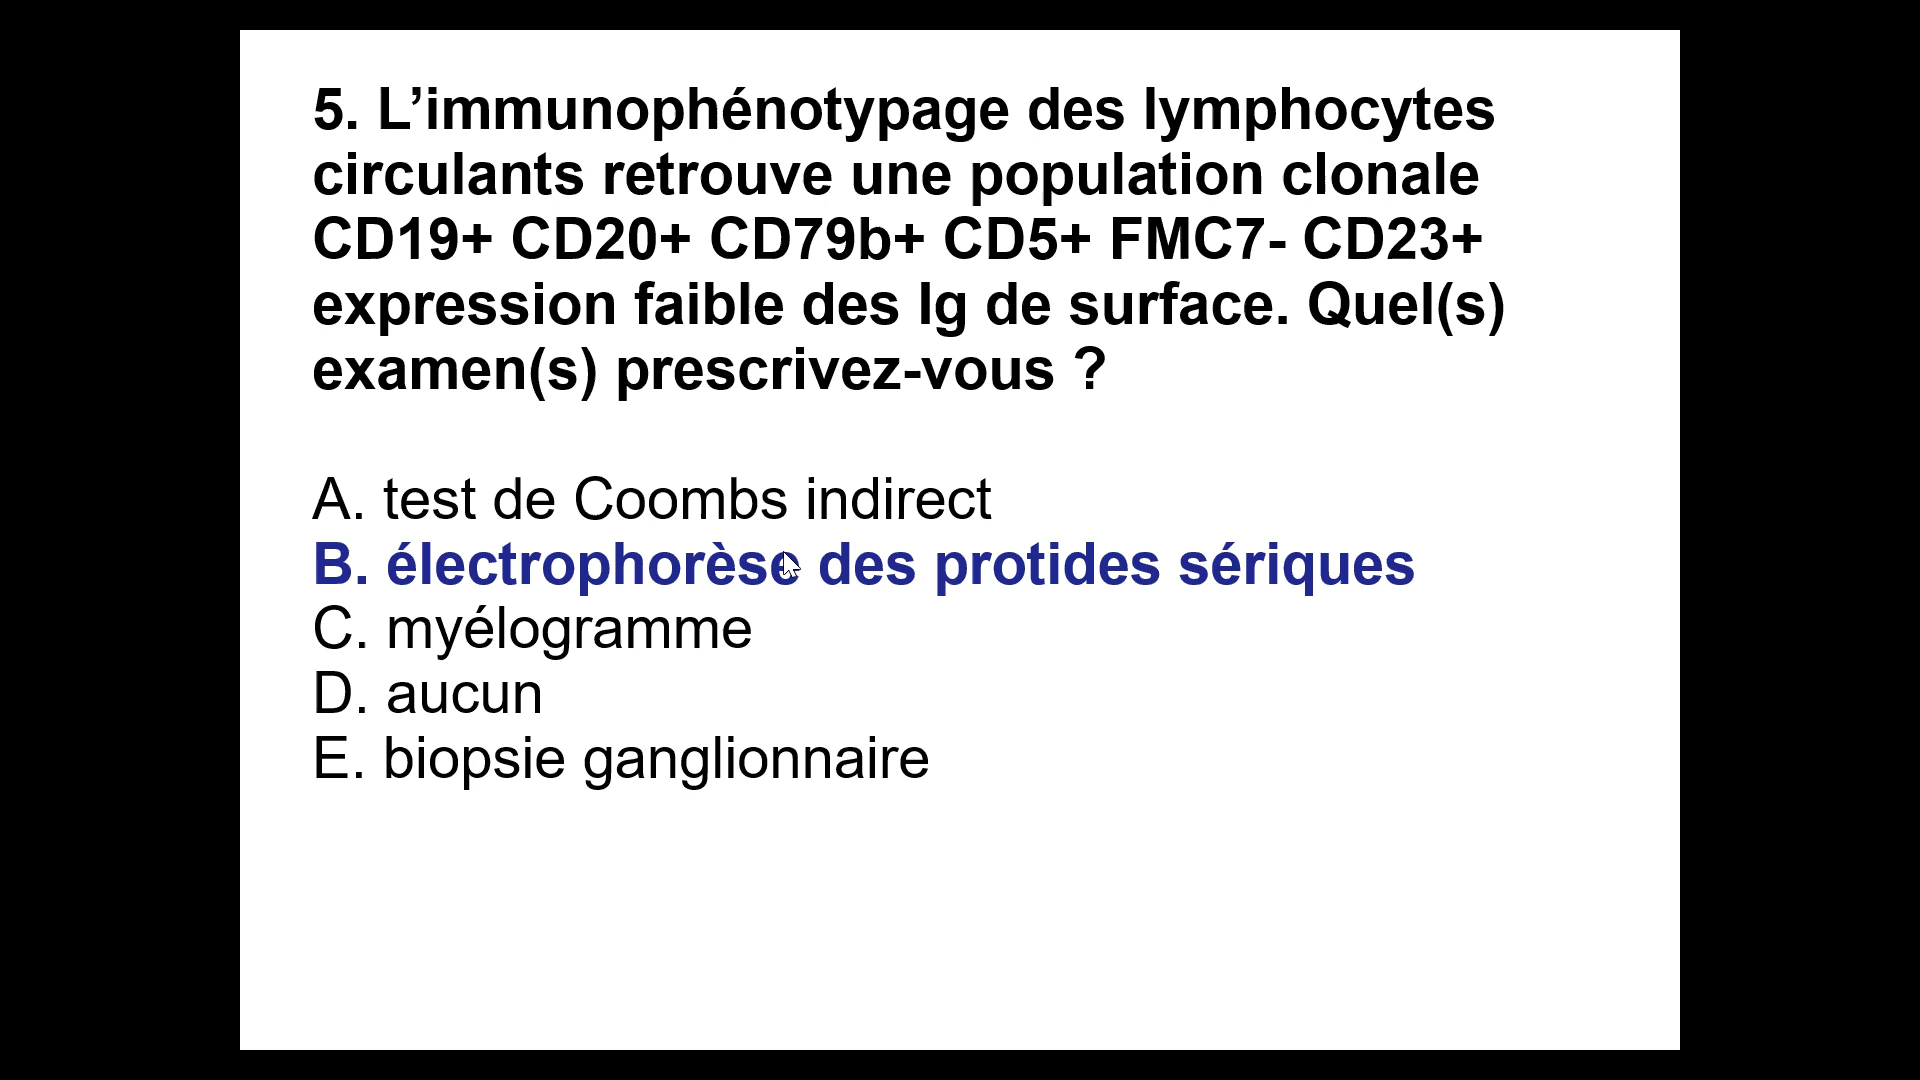 5. L’immunophénotypage des lymphocytes
circulants retrouve une population clonale
CD19+ CD20+ CD79b+ CD5+ FMC7- CD23+
expression faible des Ig de surface. Quel(s)
examen(s) prescrivez-vous ?
A. test de Coombs indirect
B. électrophorèse des protides sériques
C. myélogramme
D. aucun
E. biopsie ganglionnaire